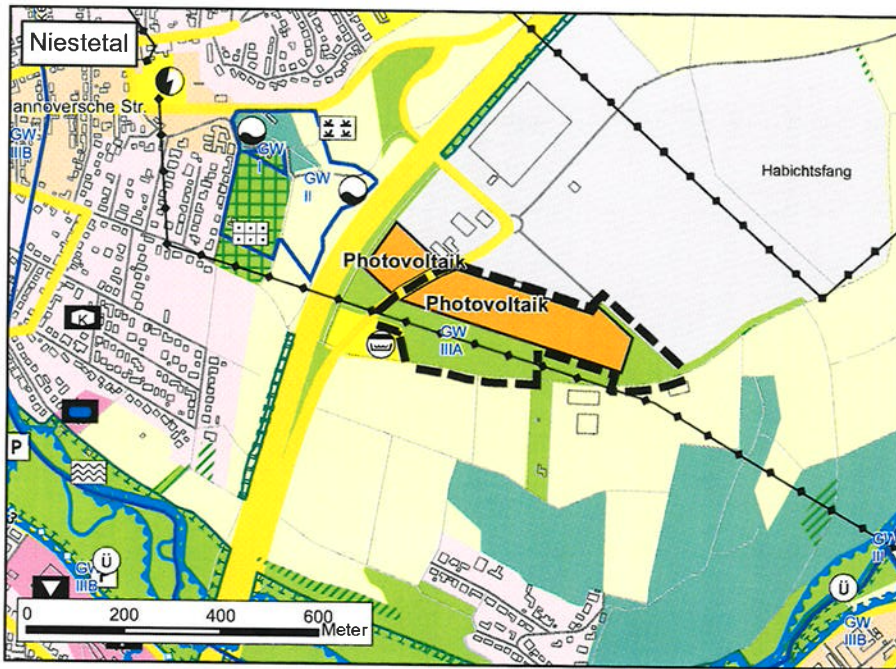 Niestetal
annoversche Str.
GW
IIIB
GW
I
GW
II
Habichtsfang
Photovoltaik
Photovoltaik
GW
IIIA
K
P
Ü
GW
IIIB
GW
III
Ü
GW
IIIB
0 200 400 600
Meter